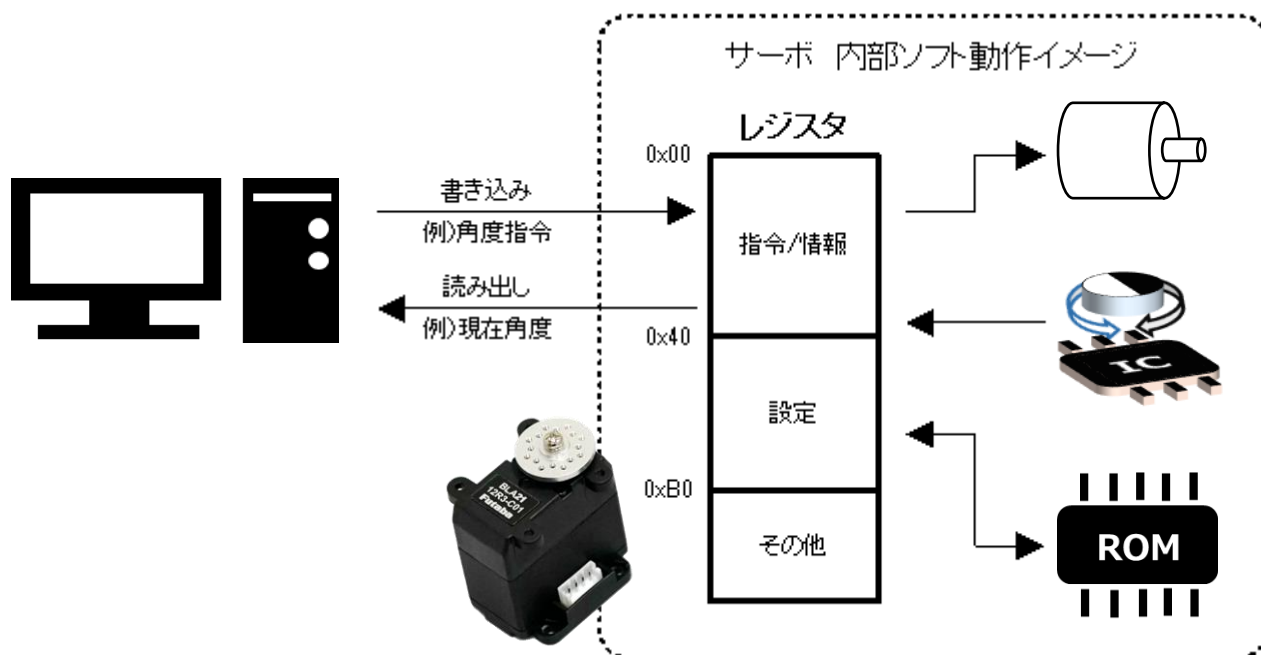 サーボ 内部ソフト動作イメージ
レジスタ
0x00
書き込み
例)角度指令
指令/情報
読み出し
例)現在角度
0x40
IC
設定
0xB0
BLA21
12R3-C01
Futaba
その他
ROM